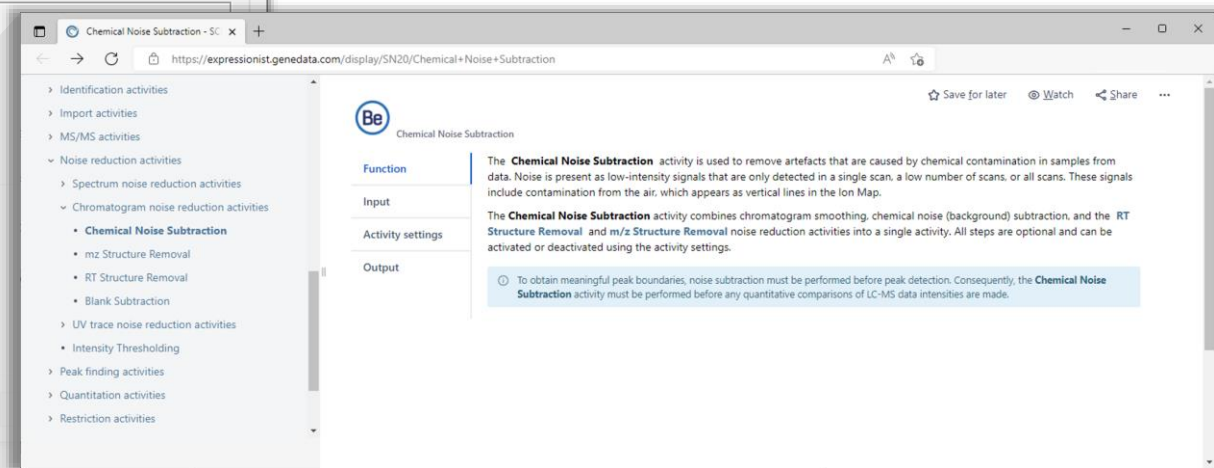 Chemical Noise Subtraction - SC
https://expressionist.genedata.com/display/SN20/Chemical+Noise+Subtraction
Identification activities
Import activities
MS/MS activities
Noise reduction activities
Spectrum noise reduction activities
Chromatogram noise reduction activities
Chemical Noise Subtraction
mz Structure Removal
RT Structure Removal
Blank Subtraction
UV trace noise reduction activities
Intensity Thresholding
Peak finding activities
Quantitation activities
Restriction activities
Save for later Watch Share ...
Be
Chemical Noise Subtraction
Function
Input
Activity settings
Output
The Chemical Noise Subtraction activity is used to remove artefacts that are caused by chemical contamination in samples from
data. Noise is present as low-intensity signals that are only detected in a single scan, a low number of scans, or all scans. These signals
include contamination from the air, which appears as vertical lines in the Ion Map.
The Chemical Noise Subtraction activity combines chromatogram smoothing, chemical noise (background) subtraction, and the RT
Structure Removal and m/z Structure Removal noise reduction activities into a single activity. All steps are optional and can be
activated or deactivated using the activity settings.
To obtain meaningful peak boundaries, noise subtraction must be performed before peak detection. Consequently, the Chemical Noise
Subtraction activity must be performed before any quantitative comparisons of LC-MS data intensities are made.